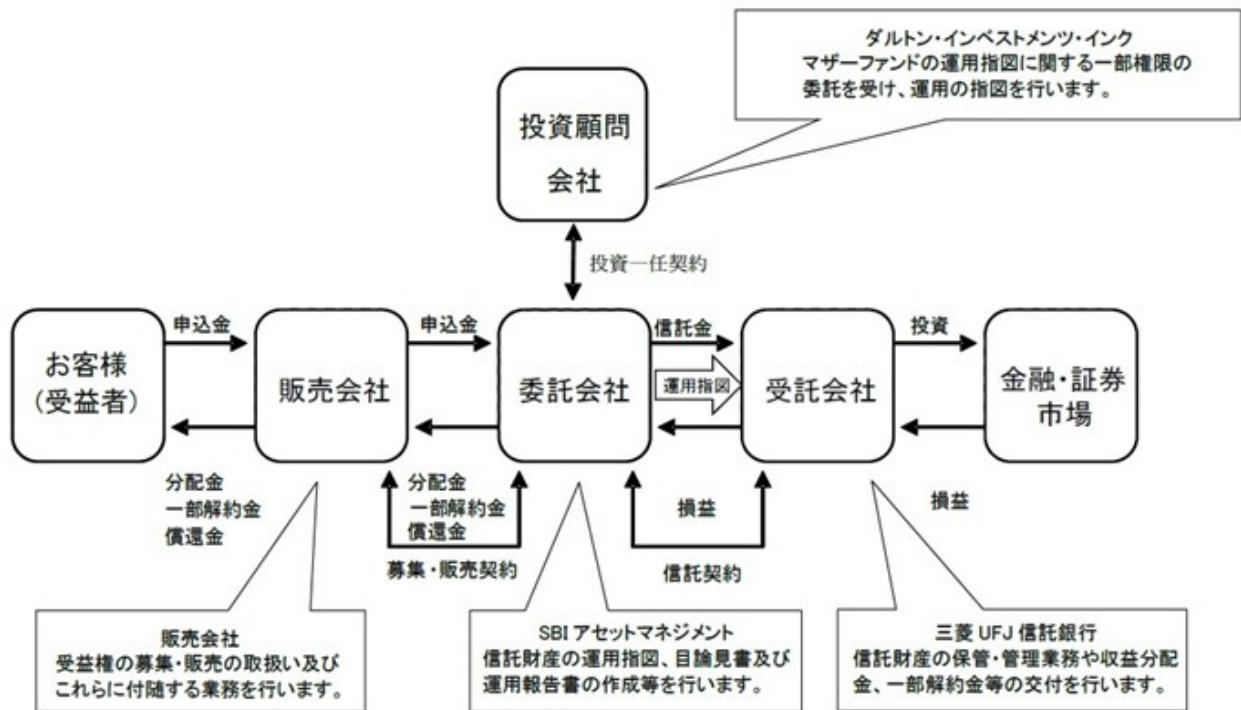 ダルトン・インベストメンツ・インク
マザーファンドの運用指図に関する一部権限の
委託を受け、運用の指図を行います。
投資顧問
会社
投資一任契約
お客様
(受益者)
申込金
販売会社
申込金
委託会社
信託金
運用指図
受託会社
投資
金融・証券
市場
分配金
一部解約金
償還金
分配金
一部解約金
償還金
損益
損益
募集・販売契約
信託契約
販売会社
受益権の募集・販売の取扱い及び
これらに付随する業務を行います。
SBI アセットマネジメント
信託財産の運用指図、目論見書及び
運用報告書の作成等を行います。
三菱 UFJ 信託銀行
信託財産の保管・管理業務や収益分配
金、一部解約金等の交付を行います。